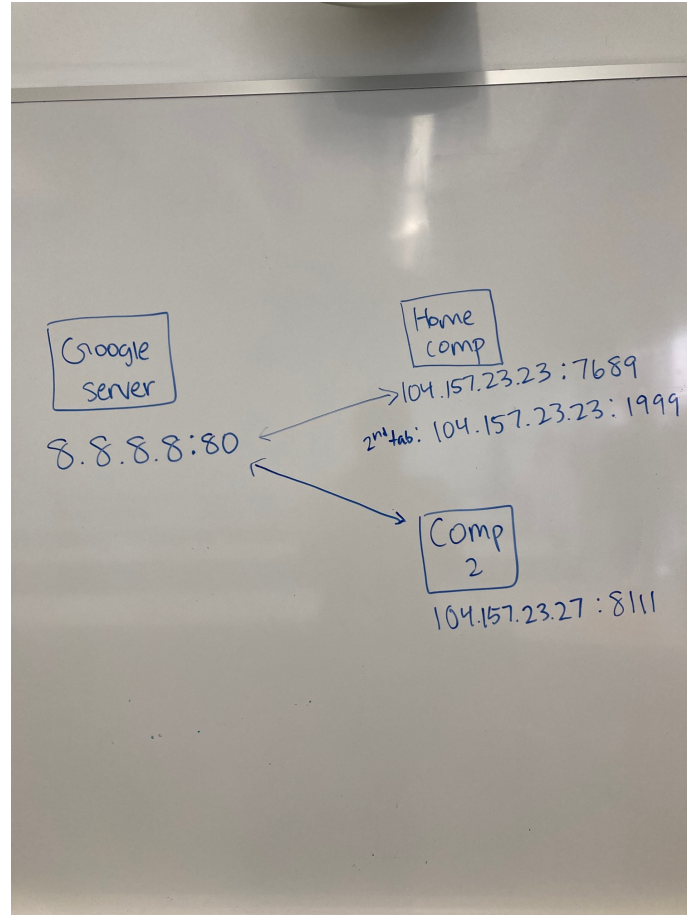 Google
server
8.8.8.8:80
Home
comp
104.157.23.23:7689
2nd tab: 104.157.23.23:1999
Comp
2
104.157.23.27:8111